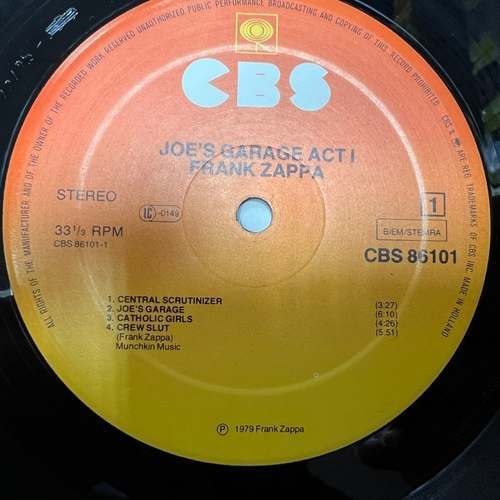 ALL RIGHTS OF THE MANUFACTURER AND OF THE OWNER OF THE RECORDED WORK RESERVED UNAUTHORIZED PUBLIC PERFORMANCE BROADCASTING AND COPYING OF THIS RECORD PROHIBITED
CBS & ARE REG. TRADEMARKS OF CBS INC. MADE IN HOLLAND
CBS
JOE'S GARAGE ACT I
FRANK ZAPPA
STEREO
LC-0149
1
33 1/3 RPM
BIEM/STEMRA
CBS 86101-1
CBS 86101
1. CENTRAL SCRUTINIZER (3:27)
2. JOE'S GARAGE (6:10)
3. CATHOLIC GIRLS (4:26)
4. CREW SLUT (5:51)
(Frank Zappa)
Munchkin Music
℗ 1979 Frank Zappa